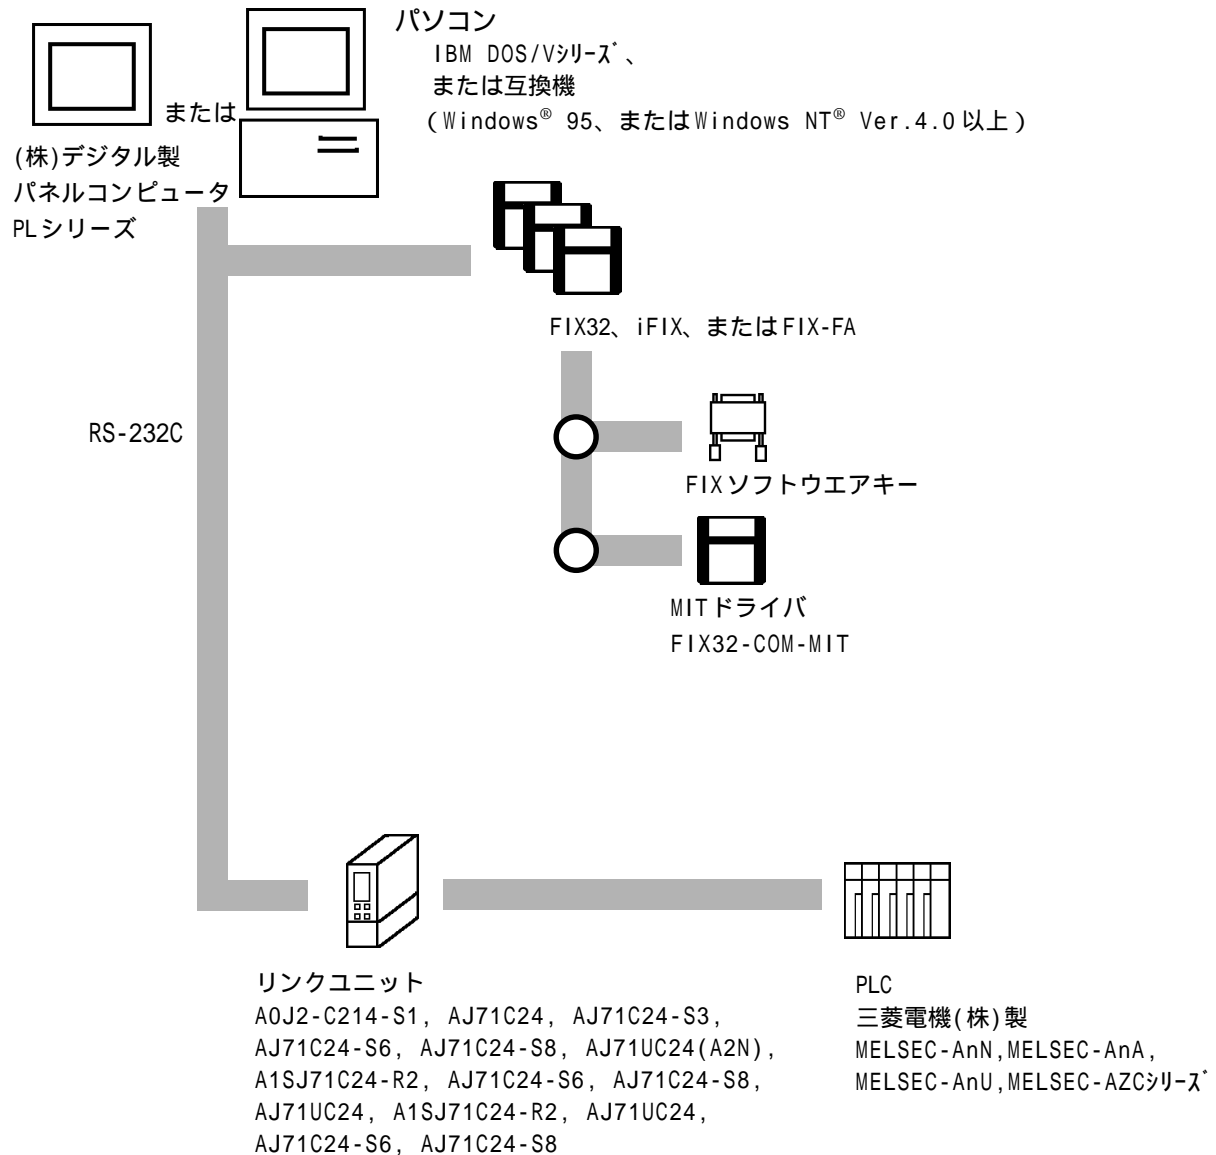 パソコン
IBM DOS/Vｼﾘｰｽﾞ、
または互換機
(Windows® 95、またはWindows NT® Ver.4.0以上)
または
(株)デジタル製
パネルコンピュータ
PLシリーズ
FIX32、iFIX、またはFIX-FA
RS-232C
FIXソフトウエアキー
MITドライバ
FIX32-COM-MIT
リンクユニット
A0J2-C214-S1, AJ71C24, AJ71C24-S3,
AJ71C24-S6, AJ71C24-S8, AJ71UC24(A2N),
A1SJ71C24-R2, AJ71C24-S6, AJ71C24-S8,
AJ71UC24, A1SJ71C24-R2, AJ71UC24,
AJ71C24-S6, AJ71C24-S8
PLC
三菱電機(株)製
MELSEC-AnN,MELSEC-AnA,
MELSEC-AnU,MELSEC-AZCｼﾘｰｽﾞ